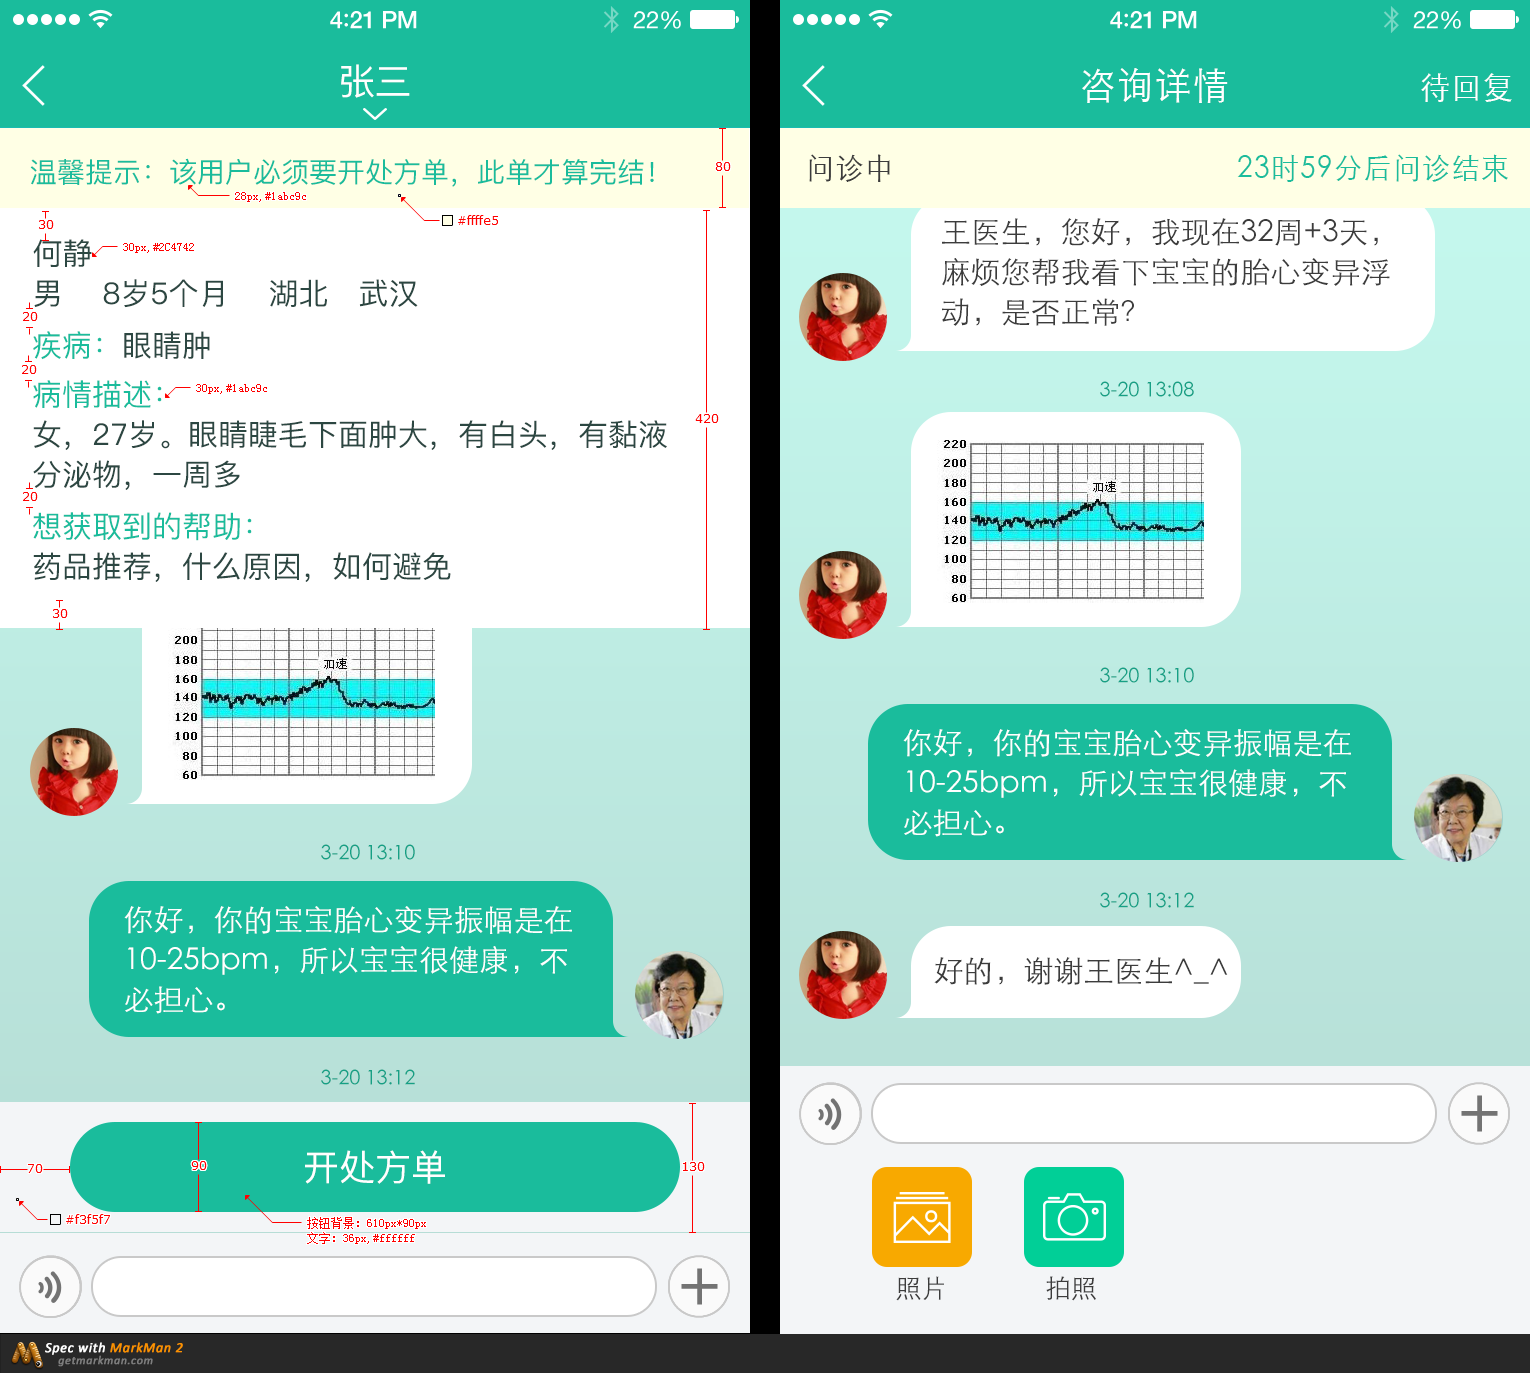 4:21 PM
22%
张三
温馨提示：该用户必须要开处方单，此单才算完结！
80
28px, #1abc9c
#ffffe5
30
何静
30px, #2C4742
男 8岁5个月 湖北 武汉
20
疾病：眼睛肿
20
病情描述：
30px, #1abc9c
420
女，27岁。眼睛睫毛下面肿大，有白头，有黏液
分泌物，一周多
20
想获取到的帮助：
药品推荐，什么原因，如何避免
30
200
180
加速
160
140
120
100
80
60
3-20 13:10
你好，你的宝宝胎心变异振幅是在
10-25bpm，所以宝宝很健康，不
必担心。
3-20 13:12
70
90
开处方单
130
#f3f5f7
按钮背景：610px*90px
文字：36px, #ffffff
Spec with MarkMan 2
getmarkman.com
4:21 PM
22%
咨询详情
待回复
问诊中
23时59分后问诊结束
王医生，您好，我现在32周+3天，
麻烦您帮我看下宝宝的胎心变异浮
动，是否正常？
3-20 13:08
220
200
180
加速
160
140
120
100
80
60
3-20 13:10
你好，你的宝宝胎心变异振幅是在
10-25bpm，所以宝宝很健康，不
必担心。
3-20 13:12
好的，谢谢王医生^_^
照片
拍照